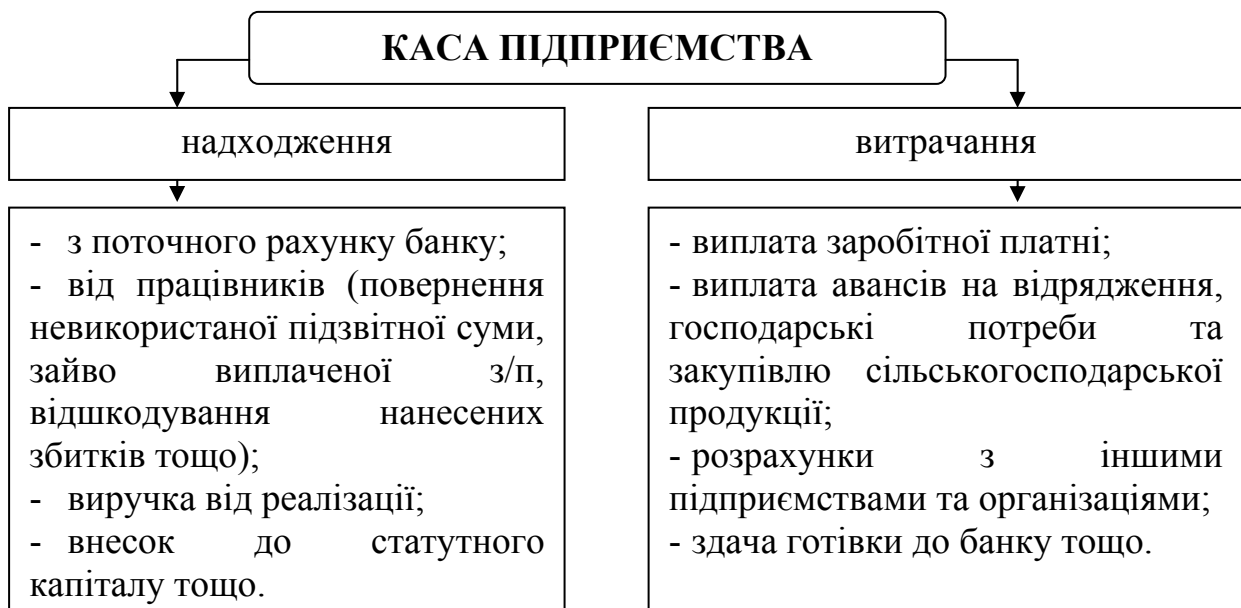 КАСА ПІДПРИЄМСТВА
надходження
- з поточного рахунку банку;
- від працівників (повернення
невикористаної підзвітної суми,
зайво виплаченої з/п,
відшкодування нанесених
збитків тощо);
- виручка від реалізації;
- внесок до статутного
капіталу тощо.
витрачання
- виплата заробітної платні;
- виплата авансів на відрядження,
господарські потреби та
закупівлю сільськогосподарської
продукції;
- розрахунки з іншими
підприємствами та організаціями;
- здача готівки до банку тощо.